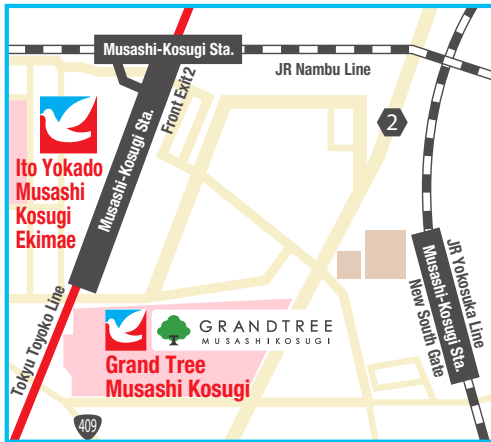 Musashi-Kosugi Sta.
JR Nambu Line
Front Exit2
Musashi-Kosugi Sta.
2
Ito Yokado
Musashi
Kosugi
Ekimae
JR Yokosuka Line
Musashi-Kosugi Sta.
New South Gate
Tokyu Toyoko Line
GRANDTREE
MUSASHIKOSUGI
Grand Tree
Musashi Kosugi
409